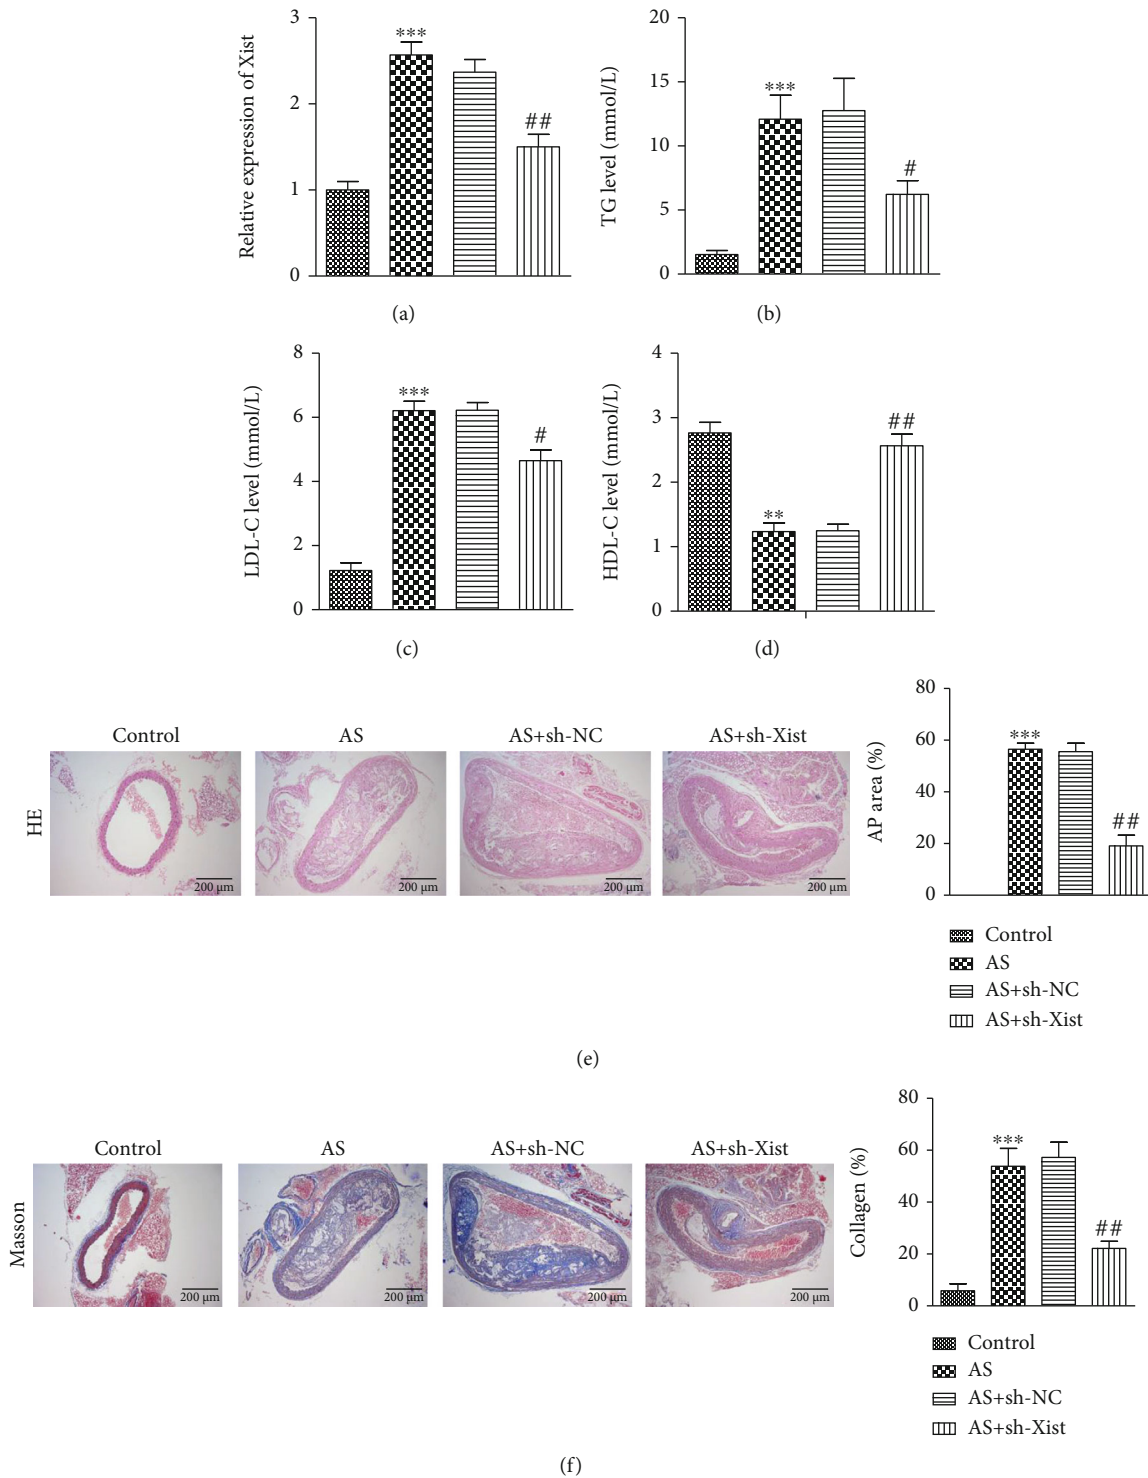 Relative expression of Xist
3
2
1
0
***
##
(a)
TG level (mmol/L)
20
15
10
5
0
***
#
(b)
LDL-C level (mmol/L)
8
6
4
2
0
***
#
(c)
HDL-C level (mmol/L)
4
3
2
1
0
**
##
(d)
Control
AS
AS+sh-NC
AS+sh-Xist
HE
200 µm
200 µm
200 µm
200 µm
AP area (%)
80
60
40
20
0
***
##
Control
AS
AS+sh-NC
AS+sh-Xist
(e)
Control
AS
AS+sh-NC
AS+sh-Xist
Masson
200 µm
200 µm
200 µm
200 µm
Collagen (%)
80
60
40
20
0
***
##
Control
AS
AS+sh-NC
AS+sh-Xist
(f)